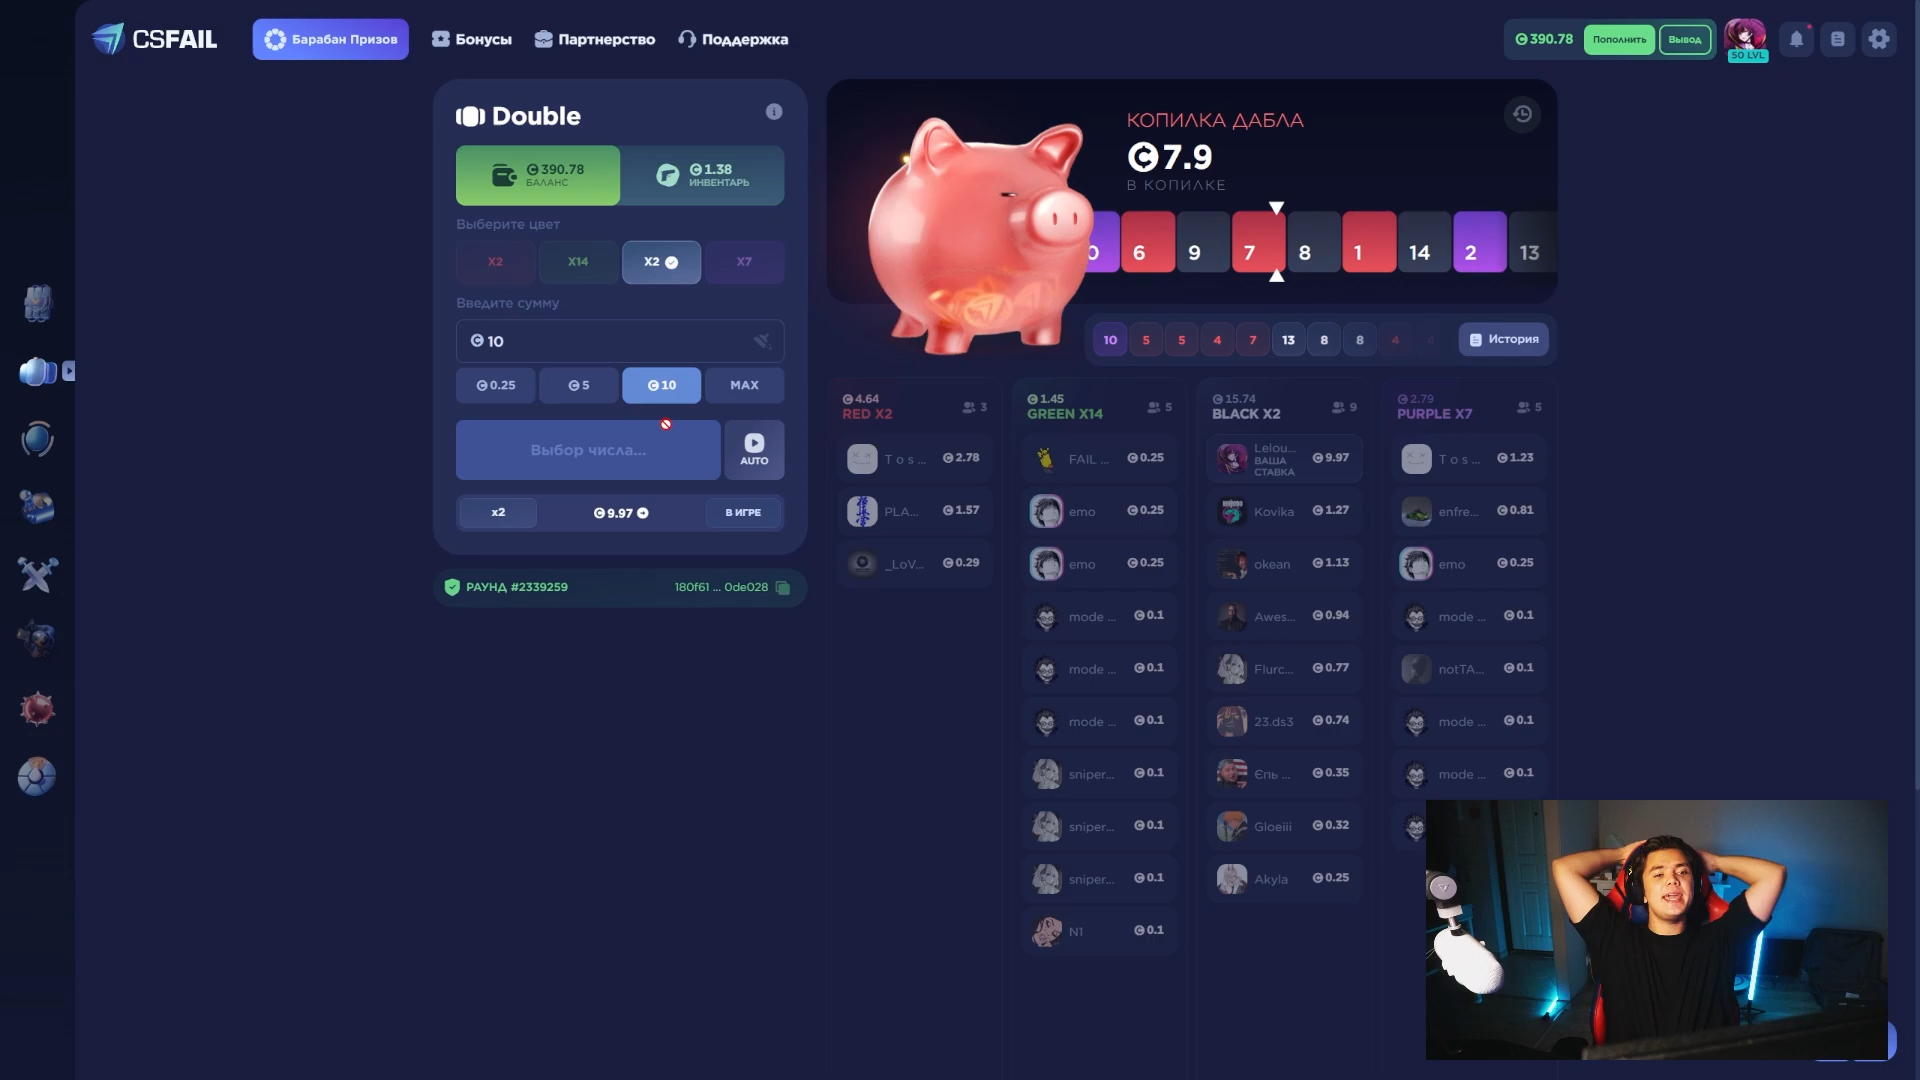 CSFAIL
Барабан Призов
Бонусы
Партнерство
Поддержка
390.78
Пополнить
Вывод
50 LVL
Double
390.78
БАЛАНС
1.38
ИНВЕНТАРЬ
Выберите цвет
X2
X14
X2
X7
Введите сумму
10
0.25
5
10
MAX
Выбор числа...
AUTO
x2
9.97
В ИГРЕ
РАУНД #2339259
180f61 ... 0de028
КОПИЛКА ДАБЛА
7.9
В КОПИЛКЕ
6 9 7 8 1 14 2 13
10 5 5 4 7 13 8 8 4
История
4.64
RED X2
3
T o s ... 2.78
PLA... 1.57
_LoV... 0.29
1.45
GREEN X14
5
FAIL ... 0.25
emo 0.25
emo 0.25
mode ... 0.1
mode ... 0.1
mode ... 0.1
sniper... 0.1
sniper... 0.1
sniper... 0.1
N1 0.1
15.74
BLACK X2
9
Lelou...
ВАША
СТАВКА
9.97
Kovika 1.27
okean 1.13
Awes... 0.94
Flurc... 0.77
23.ds3 0.74
Єпь ... 0.35
Gloeiii 0.32
Akyla 0.25
2.79
PURPLE X7
5
T o s ... 1.23
enfre... 0.81
emo 0.25
mode ... 0.1
notTA... 0.1
mode ... 0.1
mode ... 0.1